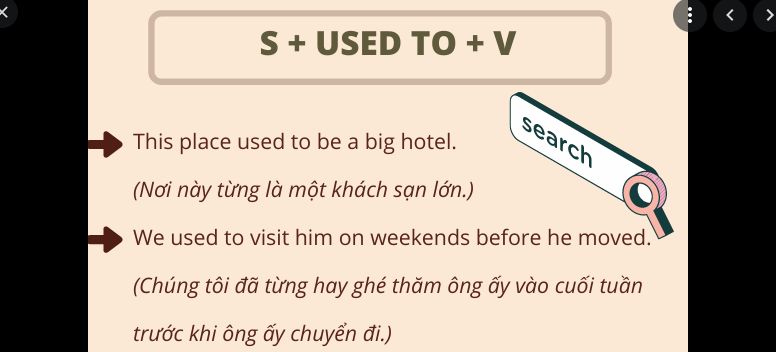 S + USED TO + V
search
This place used to be a big hotel.
(Nơi này từng là một khách sạn lớn.)
We used to visit him on weekends before he moved.
(Chúng tôi đã từng hay ghé thăm ông ấy vào cuối tuần
trước khi ông ấy chuyển đi.)